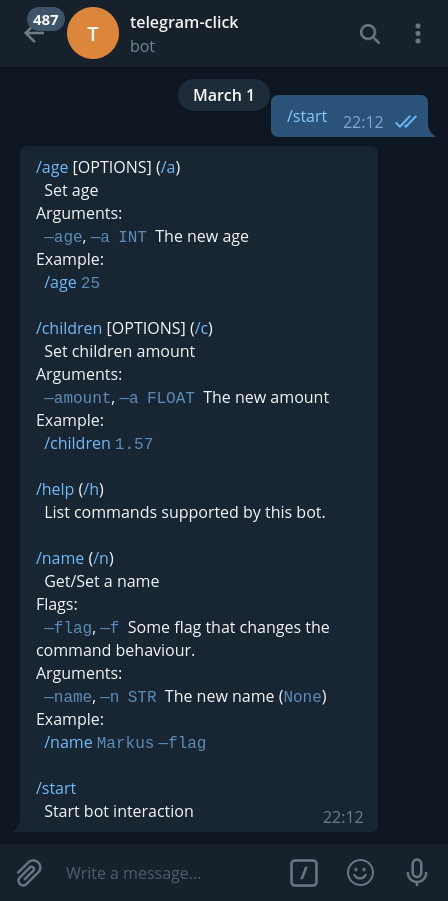 487
T
telegram-click
bot
March 1
/start 22:12
/age [OPTIONS] (/a)
Set age
Arguments:
—age, —a INT The new age
Example:
/age 25
/children [OPTIONS] (/c)
Set children amount
Arguments:
—amount, —a FLOAT The new amount
Example:
/children 1.57
/help (/h)
List commands supported by this bot.
/name (/n)
Get/Set a name
Flags:
—flag, —f Some flag that changes the
command behaviour.
Arguments:
—name, —n STR The new name (None)
Example:
/name Markus —flag
/start
Start bot interaction
22:12
/
Write a message...